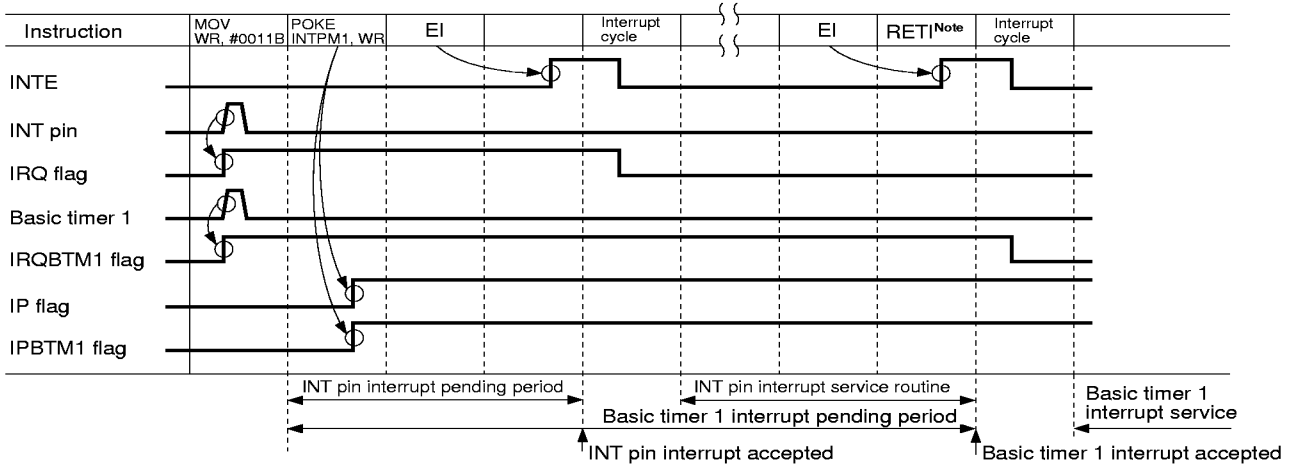 Instruction
MOV
WR, #0011B
POKE
INTPM1, WR
EI
Interrupt
cycle
EI
RETI Note
Interrupt
cycle
INTE
INT pin
IRQ flag
Basic timer 1
IRQBTM1 flag
IP flag
IPBTM1 flag
INT pin interrupt pending period
INT pin interrupt service routine
Basic timer 1
interrupt service
Basic timer 1 interrupt pending period
INT pin interrupt accepted
Basic timer 1 interrupt accepted